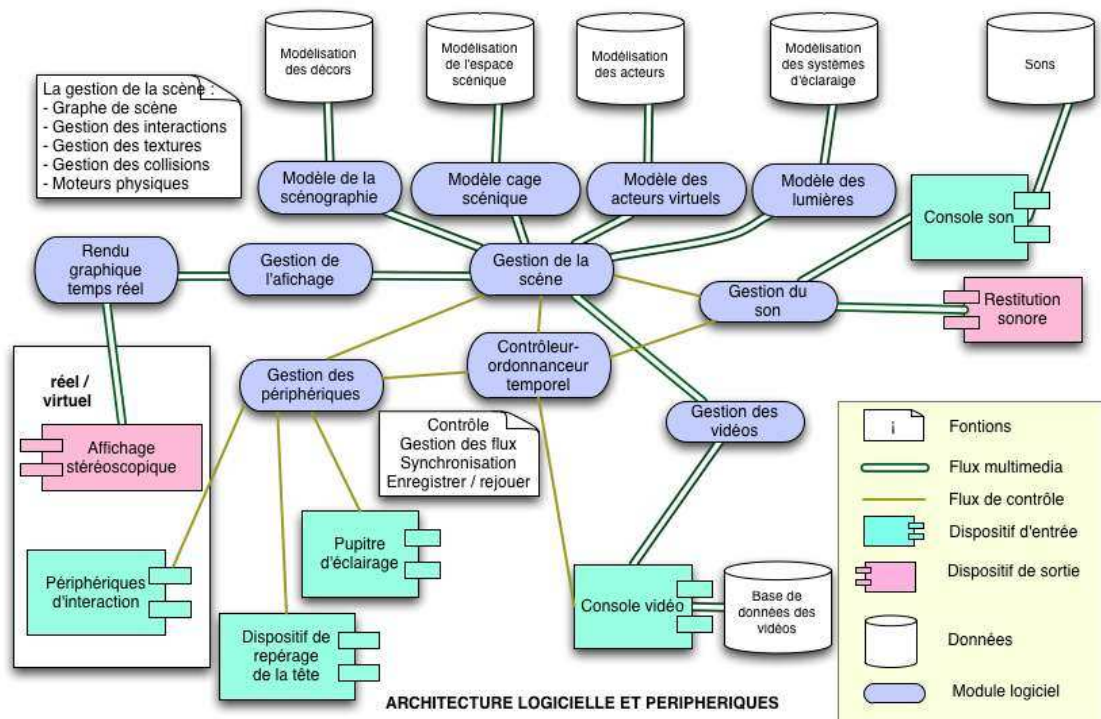 Modélisation
des décors
Modélisation
de l'espace
scénique
Modélisation
des acteurs
Modélisation
des systèmes
d'éclaraige
Sons
La gestion de la scène :
- Graphe de scène
- Gestion des interactions
- Gestion des textures
- Gestion des collisions
- Moteurs physiques
Modèle de la
scénographie
Modèle cage
scénique
Modèle des
acteurs virtuels
Modèle des
lumières
Console son
Rendu
graphique
temps réel
Gestion de
l'afichage
Gestion de la
scène
Gestion du
son
Restitution
sonore
réel /
virtuel
Gestion des
périphériques
Contrôleur-
ordonnanceur
temporel
Gestion des
vidéos
Affichage
stéréoscopique
Contrôle
Gestion des flux
Synchronisation
Enregistrer / rejouer
Périphériques
d'interaction
Pupitre
d'éclairage
Dispositif de
repérage
de la tête
Console vidéo
Base de
données des
vidéos
i
Fontions
Flux multimedia
Flux de contrôle
Dispositif d'entrée
Dispositif de sortie
Données
Module logiciel
ARCHITECTURE LOGICIELLE ET PERIPHERIQUES